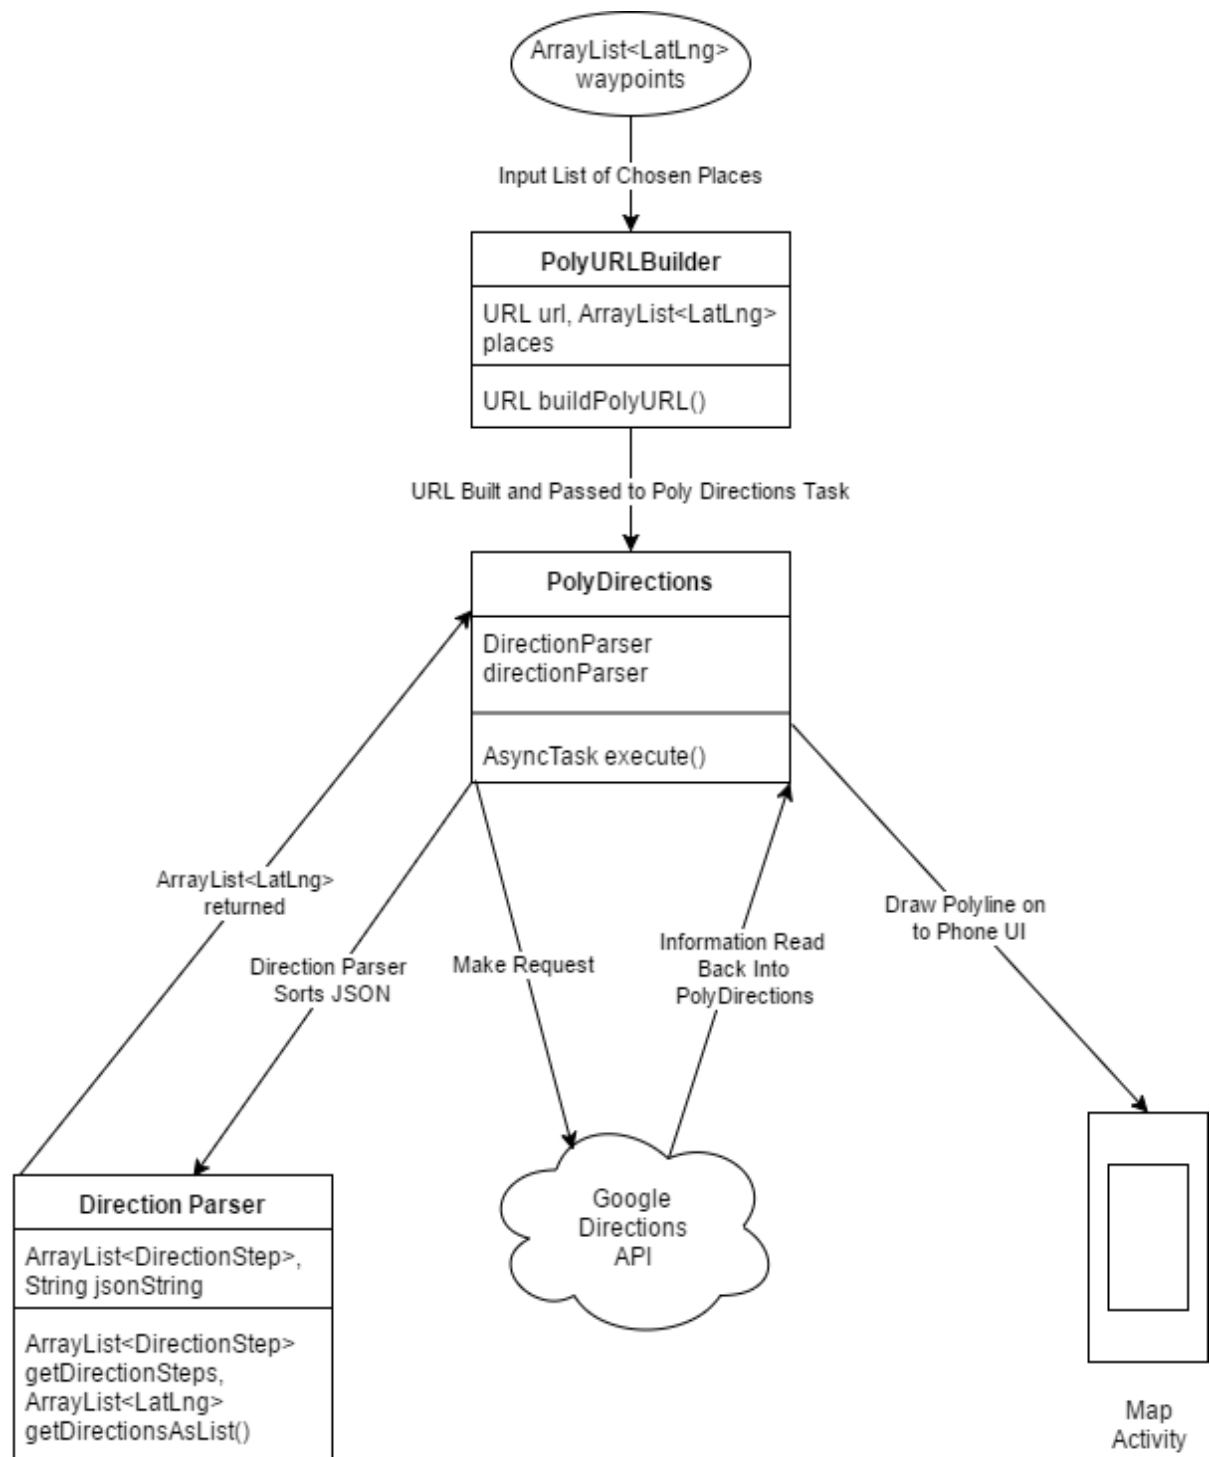 ArrayList<LatLng>
waypoints
Input List of Chosen Places
PolyURLBuilder
URL url, ArrayList<LatLng>
places
URL buildPolyURL()
URL Built and Passed to Poly Directions Task
PolyDirections
DirectionParser
directionParser
AsyncTask execute()
ArrayList<LatLng>
returned
Direction Parser
Sorts JSON
Make Request
Information Read
Back Into
PolyDirections
Draw Polyline on
to Phone UI
Direction Parser
ArrayList<DirectionStep>,
String jsonString
ArrayList<DirectionStep>
getDirectionSteps,
ArrayList<LatLng>
getDirectionsAsList()
Google
Directions
API
Map
Activity